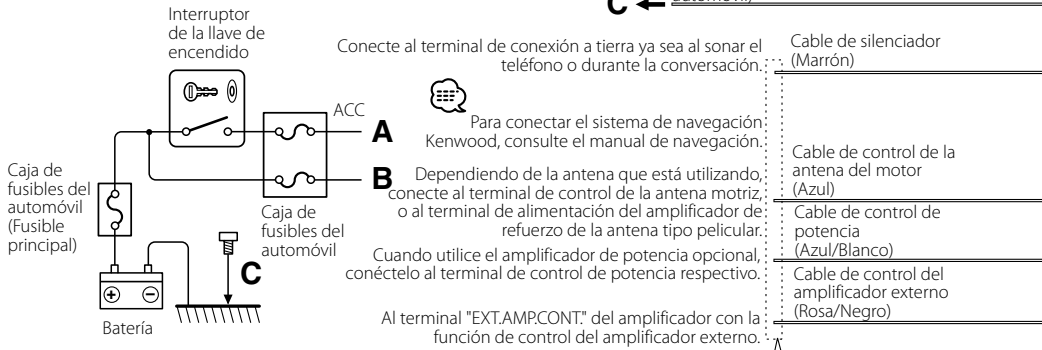 Interruptor
de la llave de
encendido
ACC
A
B
Caja de
fusibles del
automóvil
(Fusible
principal)
Caja de
fusibles del
automóvil
C
Batería
C
Conecte al terminal de conexión a tierra ya sea al sonar el
teléfono o durante la conversación.
Cable de silenciador
(Marrón)
Para conectar el sistema de navegación
Kenwood, consulte el manual de navegación.
Dependiendo de la antena que está utilizando,
conecte al terminal de control de la antena motriz,
o al terminal de alimentación del amplificador de
refuerzo de la antena tipo pelicular.
Cable de control de la
antena del motor
(Azul)
Cuando utilice el amplificador de potencia opcional,
conéctelo al terminal de control de potencia respectivo.
Cable de control de
potencia
(Azul/Blanco)
Al terminal "EXT.AMP.CONT." del amplificador con la
función de control del amplificador externo.
Cable de control del
amplificador externo
(Rosa/Negro)